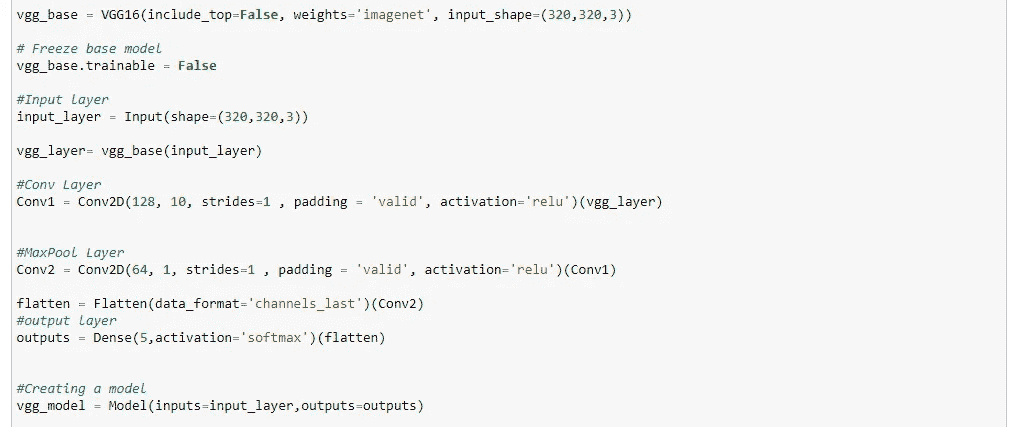 vgg_base = VGG16(include_top=False, weights='imagenet', input_shape=(320,320,3))
# Freeze base model
vgg_base.trainable = False
#Input layer
input_layer = Input(shape=(320,320,3))
vgg_layer= vgg_base(input_layer)
#Conv Layer
Conv1 = Conv2D(128, 10, strides=1 , padding = 'valid', activation='relu')(vgg_layer)
#MaxPool Layer
Conv2 = Conv2D(64, 1, strides=1 , padding = 'valid', activation='relu')(Conv1)
flatten = Flatten(data_format='channels_last')(Conv2)
#output layer
outputs = Dense(5,activation='softmax')(flatten)
#Creating a model
vgg_model = Model(inputs=input_layer,outputs=outputs)